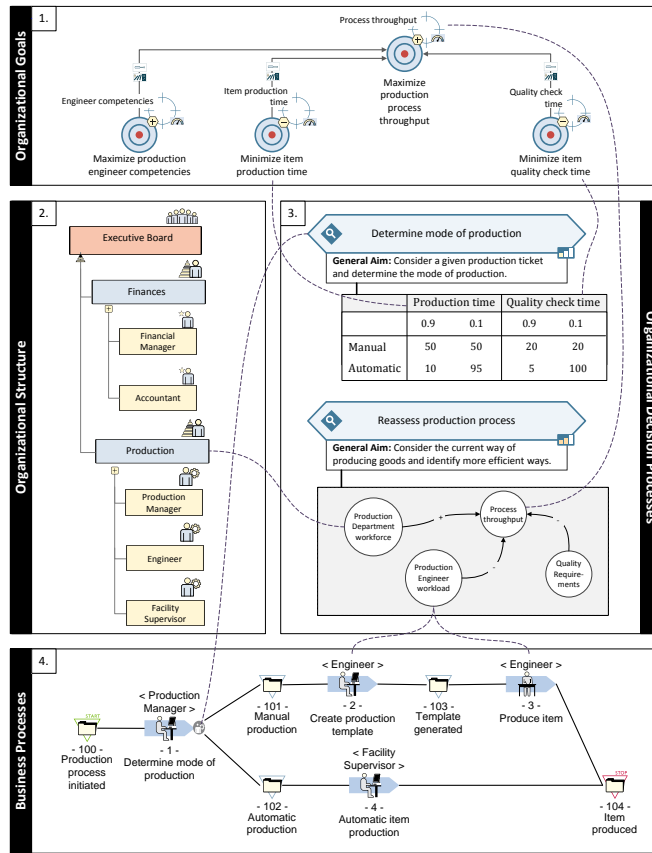 Organizational Goals
1.
Process throughput
Engineer competencies
Item production
time
Quality check
time
Maximize
production
process
throughput
Maximize production
engineer competencies
Minimize item
production time
Minimize item
quality check time
Organizational Structure
2.
Executive Board
Finances
Financial
Manager
Accountant
Production
Production
Manager
Engineer
Facility
Supervisor
Organizational Decision Processes
3.
Determine mode of production
General Aim: Consider a given production ticket
and determine the mode of production.
Production time Quality check time
0.9 0.1 0.9 0.1
Manual 50 50 20 20
Automatic 10 95 5 100
Reassess production process
General Aim: Consider the current way of
producing goods and identify more efficient ways.
Production
Department
workforce
+
Process
throughput
-
Production
Engineer
workload
-
Quality
Require-
ments
Business Processes
4.
START
- 100 -
Production
process
initiated
< Production
Manager >
- 1 -
Determine mode of
production
- 101 -
Manual
production
< Engineer >
- 2 -
Create production
template
- 103 -
Template
generated
< Engineer >
- 3 -
Produce item
- 102 -
Automatic
production
< Facility
Supervisor >
- 4 -
Automatic item
production
STOP
- 104 -
Item
produced